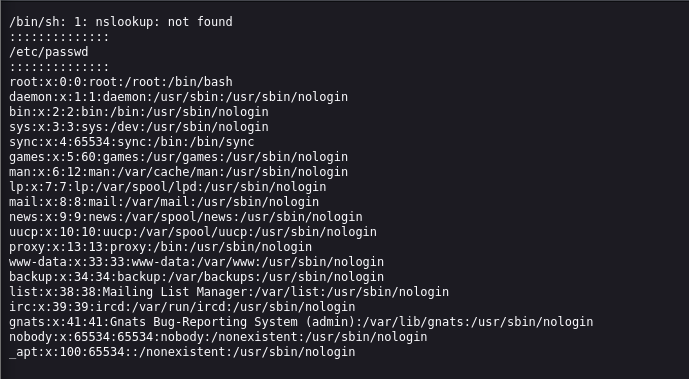 /bin/sh: 1: nslookup: not found
::::::::::::::
/etc/passwd
::::::::::::::
root:x:0:0:root:/root:/bin/bash
daemon:x:1:1:daemon:/usr/sbin:/usr/sbin/nologin
bin:x:2:2:bin:/bin:/usr/sbin/nologin
sys:x:3:3:sys:/dev:/usr/sbin/nologin
sync:x:4:65534:sync:/bin:/bin/sync
games:x:5:60:games:/usr/games:/usr/sbin/nologin
man:x:6:12:man:/var/cache/man:/usr/sbin/nologin
lp:x:7:7:lp:/var/spool/lpd:/usr/sbin/nologin
mail:x:8:8:mail:/var/mail:/usr/sbin/nologin
news:x:9:9:news:/var/spool/news:/usr/sbin/nologin
uucp:x:10:10:uucp:/var/spool/uucp:/usr/sbin/nologin
proxy:x:13:13:proxy:/bin:/usr/sbin/nologin
www-data:x:33:33:www-data:/var/www:/usr/sbin/nologin
backup:x:34:34:backup:/var/backups:/usr/sbin/nologin
list:x:38:38:Mailing List Manager:/var/list:/usr/sbin/nologin
irc:x:39:39:ircd:/var/run/ircd:/usr/sbin/nologin
gnats:x:41:41:Gnats Bug-Reporting System (admin):/var/lib/gnats:/usr/sbin/nologin
nobody:x:65534:65534:nobody:/nonexistent:/usr/sbin/nologin
_apt:x:100:65534::/nonexistent:/usr/sbin/nologin